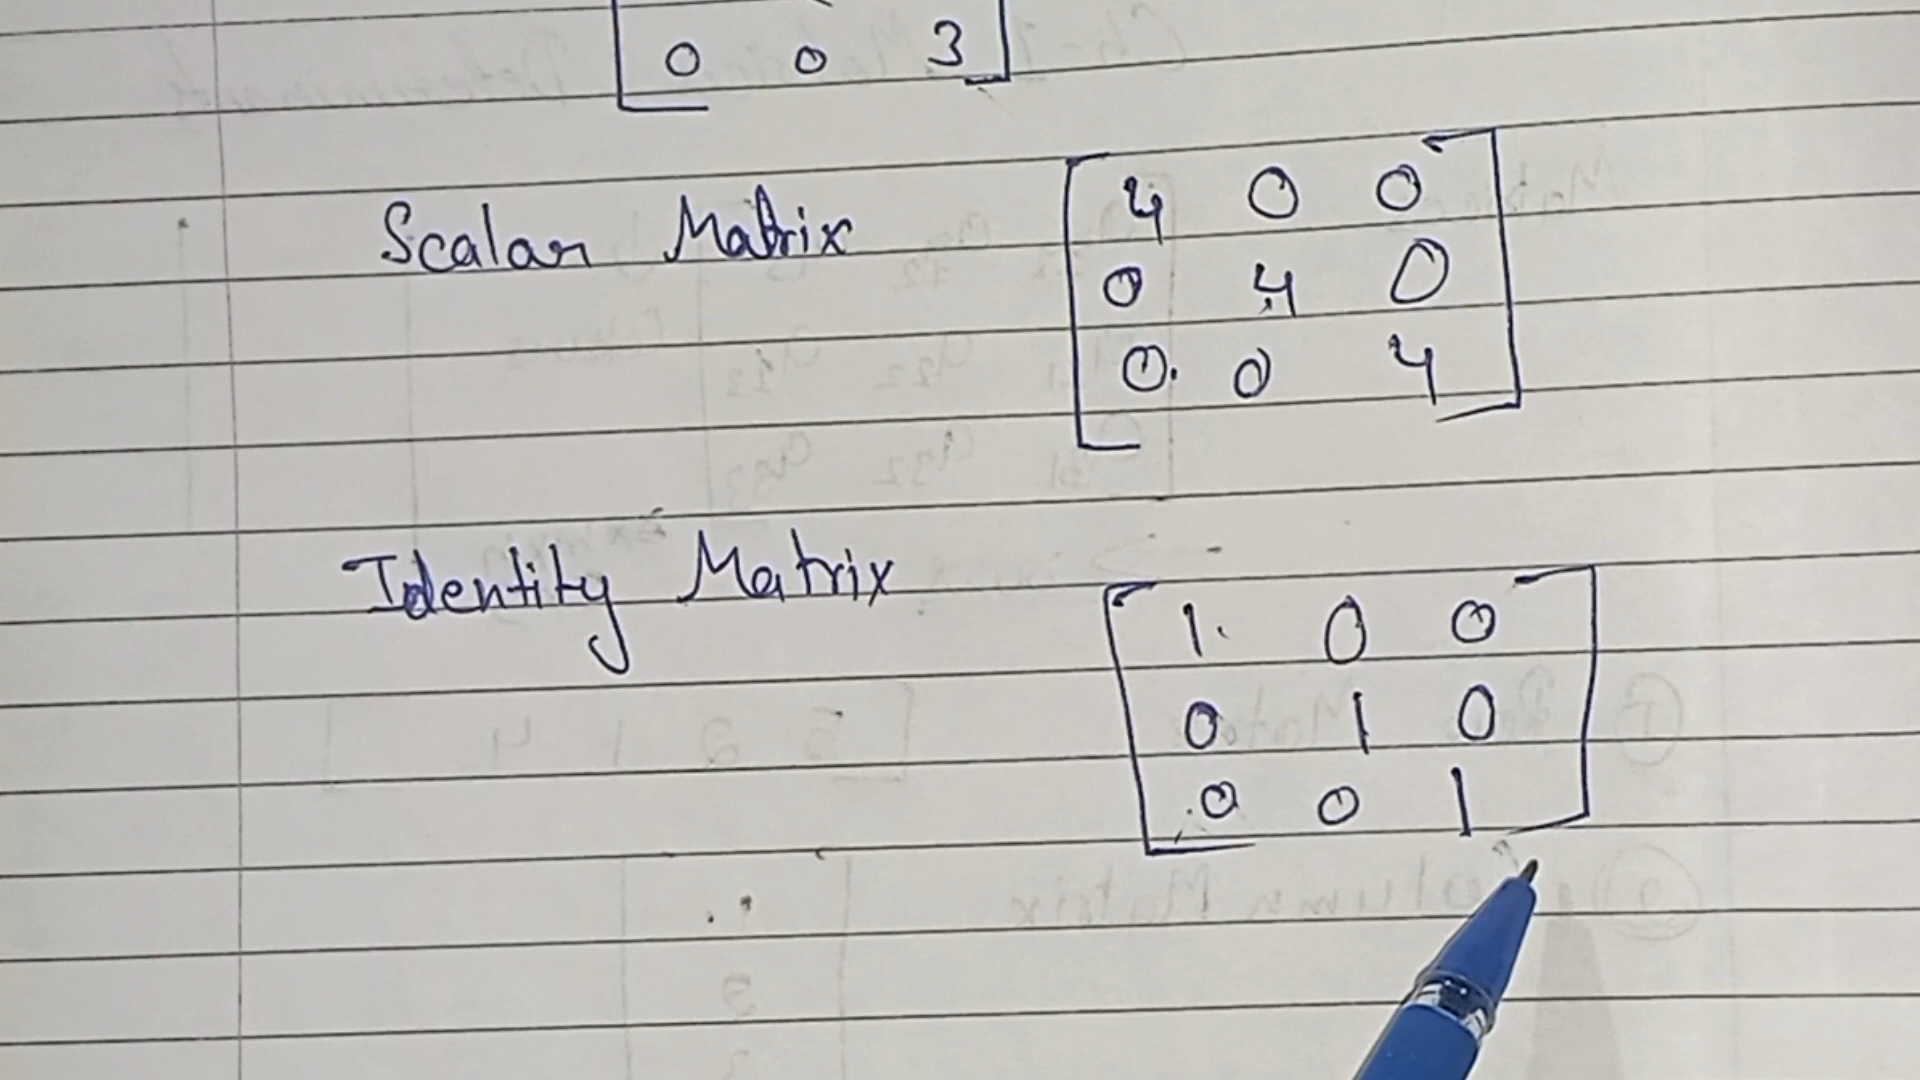 0 0 3
Scalar Matrix
4 0 0
0 4 0
0 0 4
Identity Matrix
1 0 0
0 1 0
0 0 1